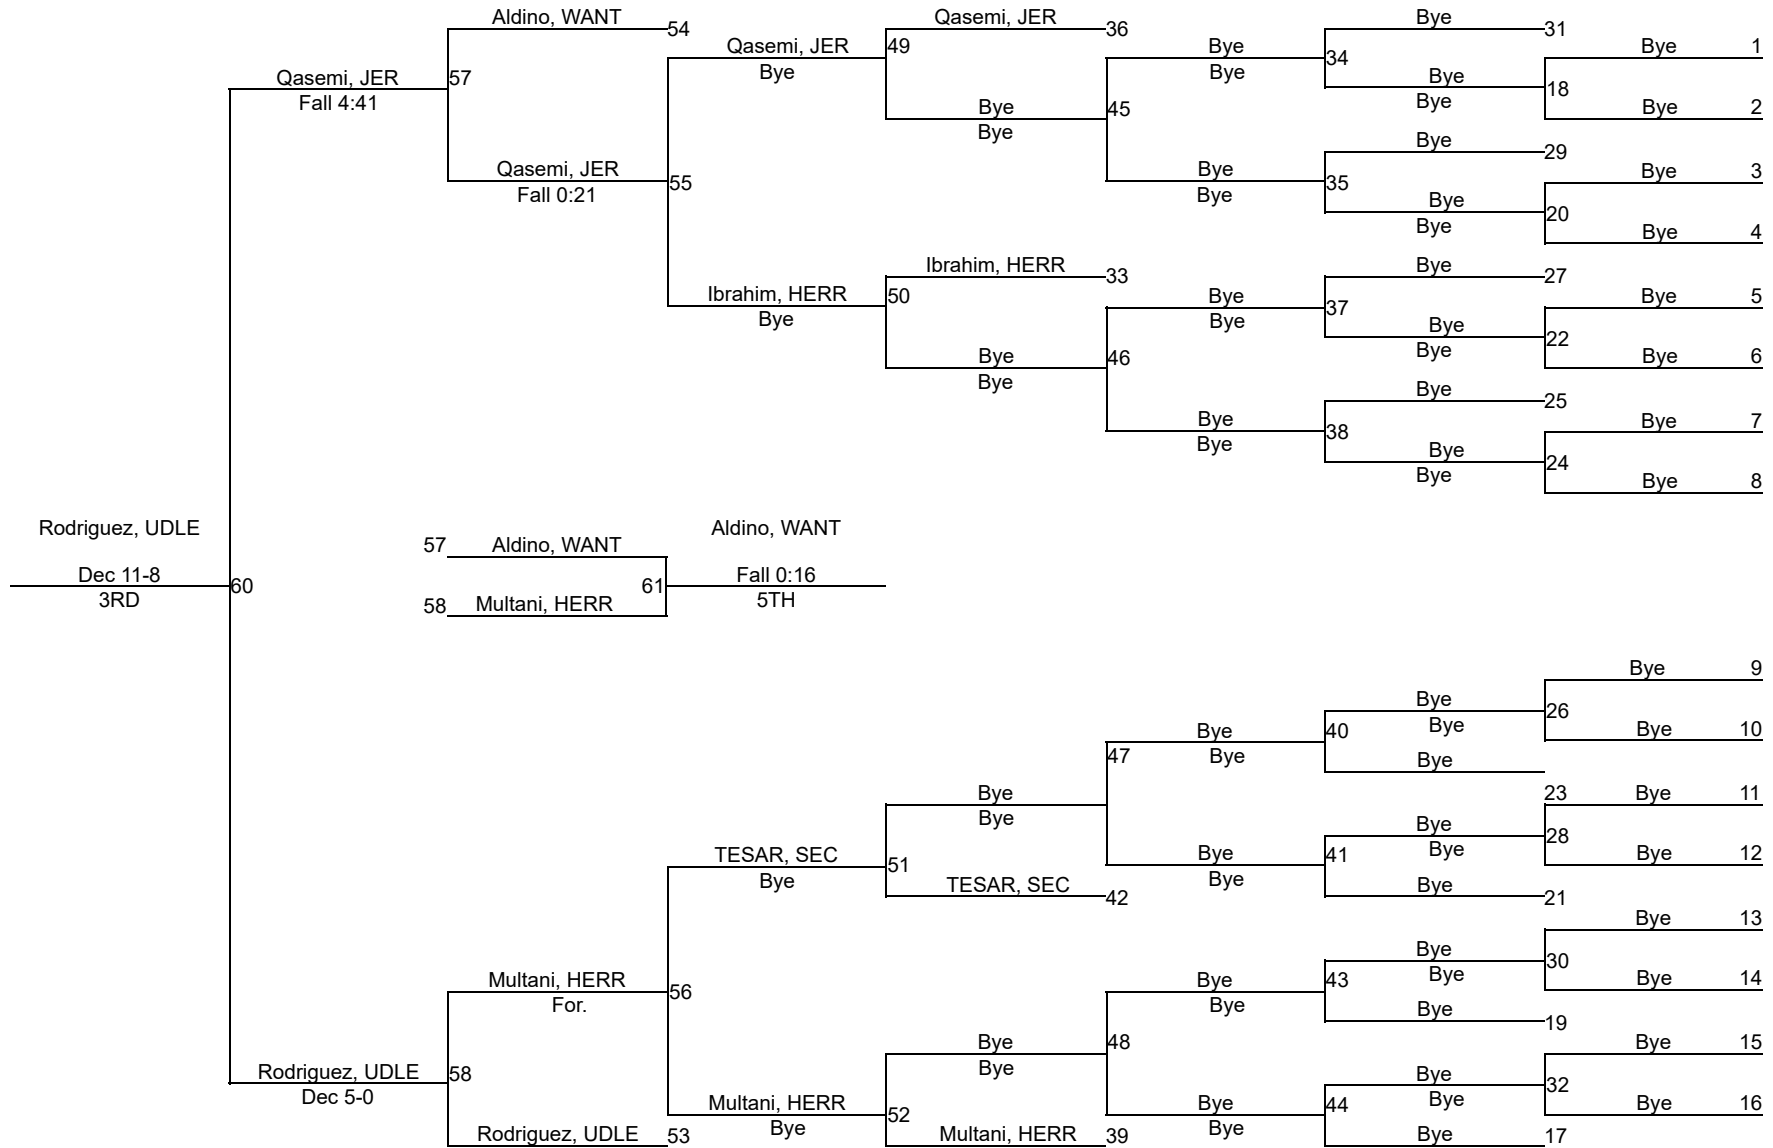 Aldino, WANT
54
Qasemi, JER
36
Bye
31
Qasemi, JER
49
Bye
Bye
34
Bye
Bye
18
Bye 1
Bye 2
Qasemi, JER
Fall 4:41
57
Bye
Bye
45
Bye
29
Bye 3
Qasemi, JER
Fall 0:21
55
Bye
Bye
35
Bye
Bye
20
Bye 4
Ibrahim, HERR
33
Bye
27
Bye 5
Ibrahim, HERR
Bye
50
Bye
Bye
37
Bye
Bye
22
Bye 6
Bye
Bye
46
Bye
25
Bye 7
Bye
Bye
38
Bye
Bye
24
Bye 8
Rodriguez, UDLE
Dec 11-8
3RD
60
57 Aldino, WANT
58 Multani, HERR
61
Aldino, WANT
Fall 0:16
5TH
Bye 9
Bye
Bye
26
Bye 10
Bye
Bye
40
Bye
47
Bye
Bye
23
Bye 11
Bye
Bye
28
Bye 12
TESAR, SEC
Bye
51
TESAR, SEC
42
Bye
Bye
41
Bye
21
Bye 13
Bye
Bye
30
Bye 14
Multani, HERR
For.
56
Bye
Bye
43
Bye
19
Bye 15
Bye
Bye
48
Bye
Bye
32
Bye 16
Rodriguez, UDLE
Dec 5-0
58
Multani, HERR
Bye
52
Bye
Bye
44
Rodriguez, UDLE
53
Multani, HERR
39
Bye
17